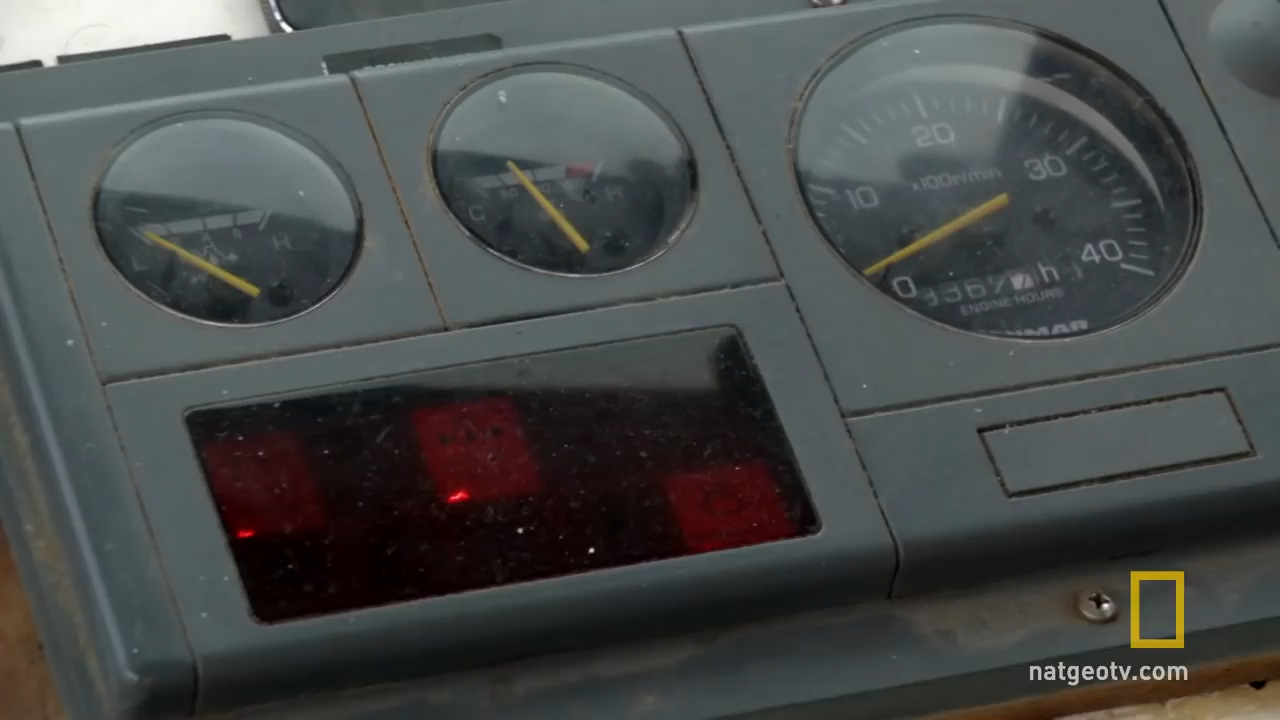 L H
C H
10 20 30 40
x100r/min
0
h
ENGINE HOURS
natgeotv.com